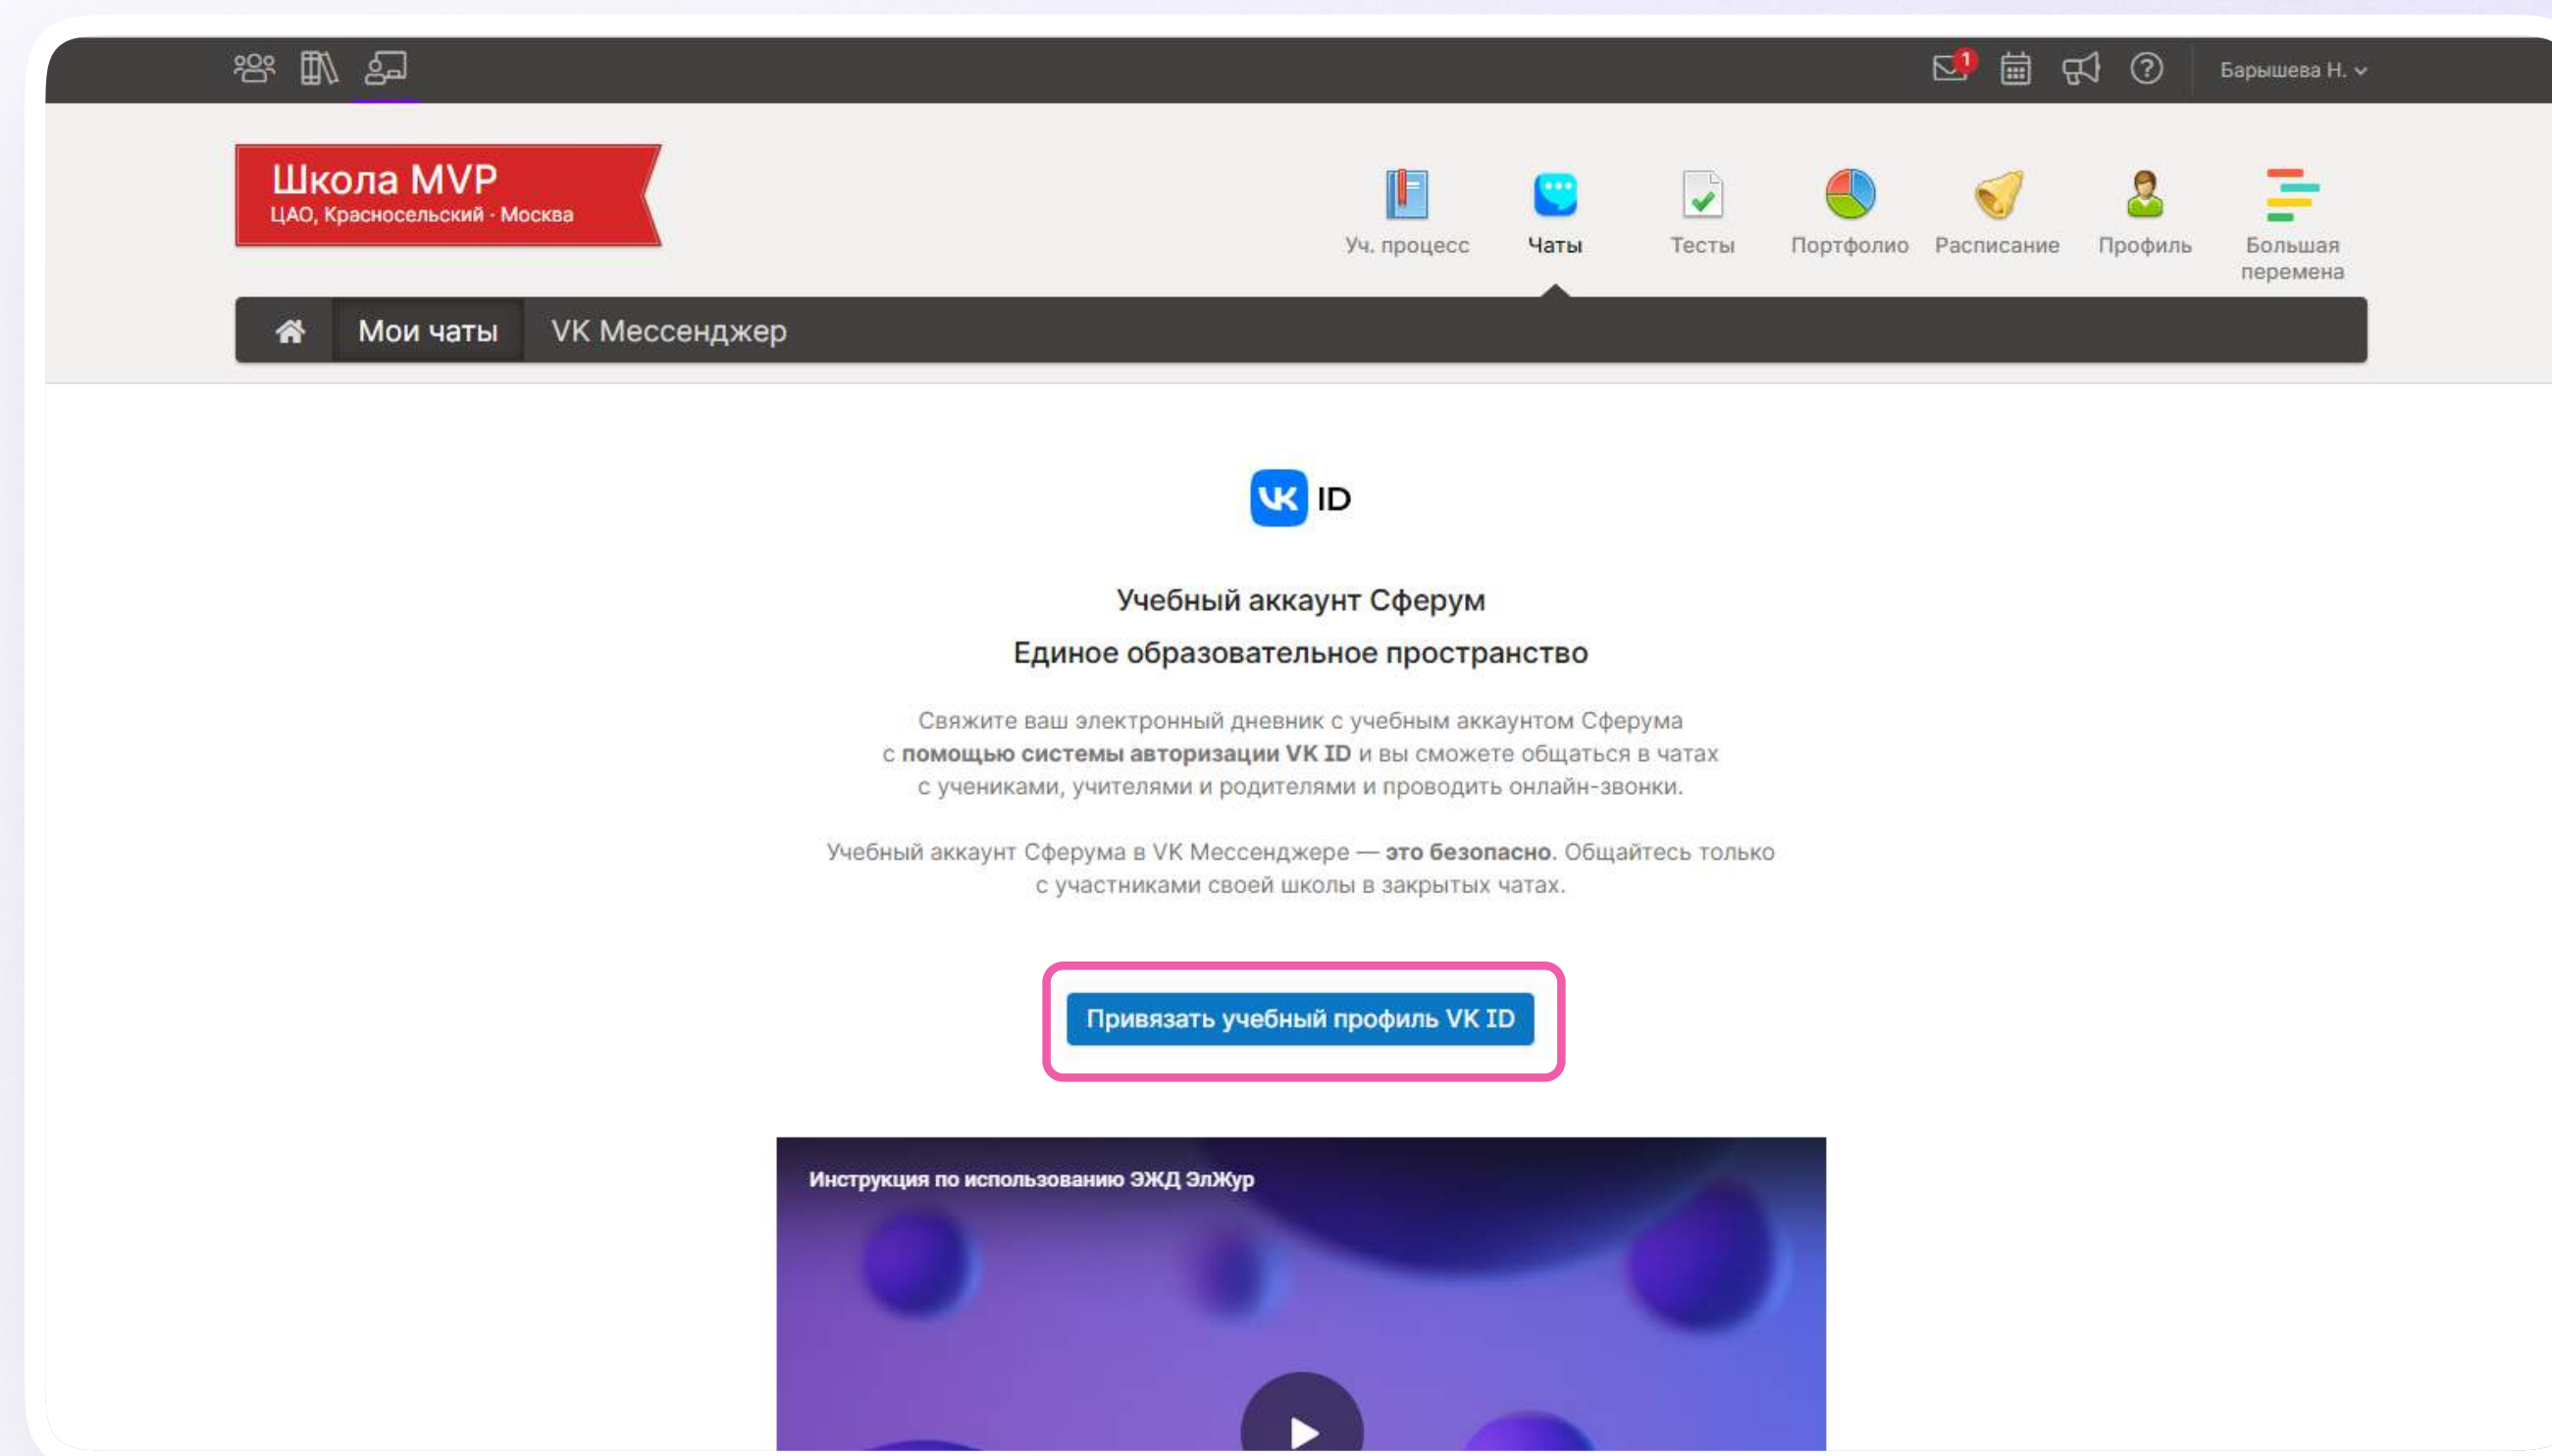 1
Барышева Н.
Школа MVP
ЦАО, Красносельский · Москва
Уч. процесс
Чаты
Тесты
Портфолио
Расписание
Профиль
Большая
перемена
Мои чаты
VK Мессенджер
VK ID
Учебный аккаунт Сферум
Единое образовательное пространство
Свяжите ваш электронный дневник с учебным аккаунтом Сферума
с помощью системы авторизации VK ID и вы сможете общаться в чатах
с учениками, учителями и родителями и проводить онлайн-звонки.
Учебный аккаунт Сферума в VK Мессенджере — это безопасно. Общайтесь только
с участниками своей школы в закрытых чатах.
Привязать учебный профиль VK ID
Инструкция по использованию ЭЖД ЭлЖур